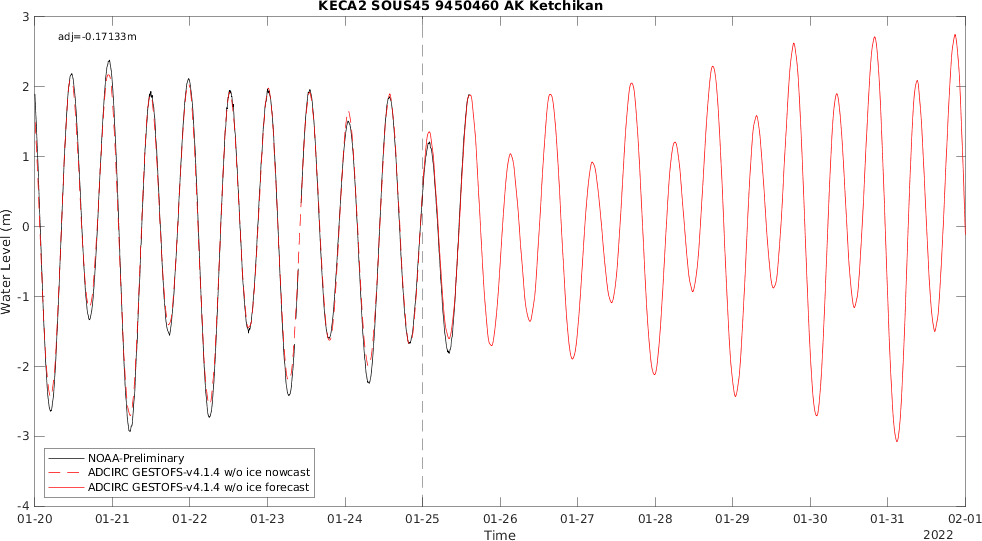 KECA2 SOUS45 9450460 AK Ketchikan
3
adj=-0.17133m
2
1
0
-1
-2
-3
-4
Water Level (m)
NOAA-Preliminary
ADCIRC GESTOFS-v4.1.4 w/o ice nowcast
ADCIRC GESTOFS-v4.1.4 w/o ice forecast
01-20 01-21 01-22 01-23 01-24 01-25 01-26 01-27 01-28 01-29 01-30 01-31 02-01
Time
2022